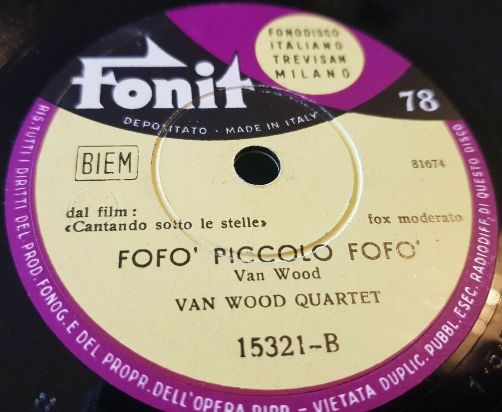 Fonit
FONODISCO
ITALIANO
TREVISAN
MILANO
DEPOSITATO - MADE IN ITALY
78
BIEM
81674
dal film:
«Cantando sotto le stelle»
fox moderato
FOFO' PICCOLO FOFO'
Van Wood
VAN WOOD QUARTET
15321-B
RIS. TUTTI I DIRITTI DEL PROD. FONOG. E DEL PROPR. DELL'OPERA RIPR. - VIETATA DUPLIC. PUBBL. ESEC. RADIODIFF. DI QUESTO DISCO